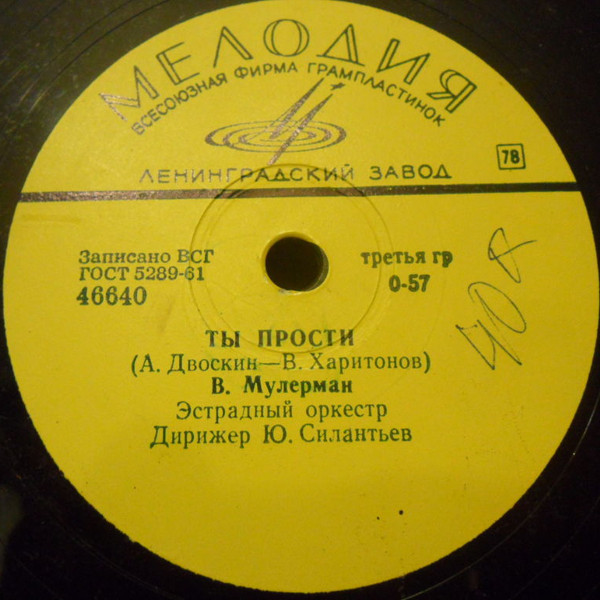 МЕЛОДИЯ
ВСЕСОЮЗНАЯ ФИРМА ГРАМПЛАСТИНОК
ЛЕНИНГРАДСКИЙ ЗАВОД
78
Записано ВСГ
ГОСТ 5289-61
46640
третья гр
0-57
ТЫ ПРОСТИ
(А. Двоскин—В. Харитонов)
В. Мулерман
Эстрадный оркестр
Дирижер Ю. Силантьев